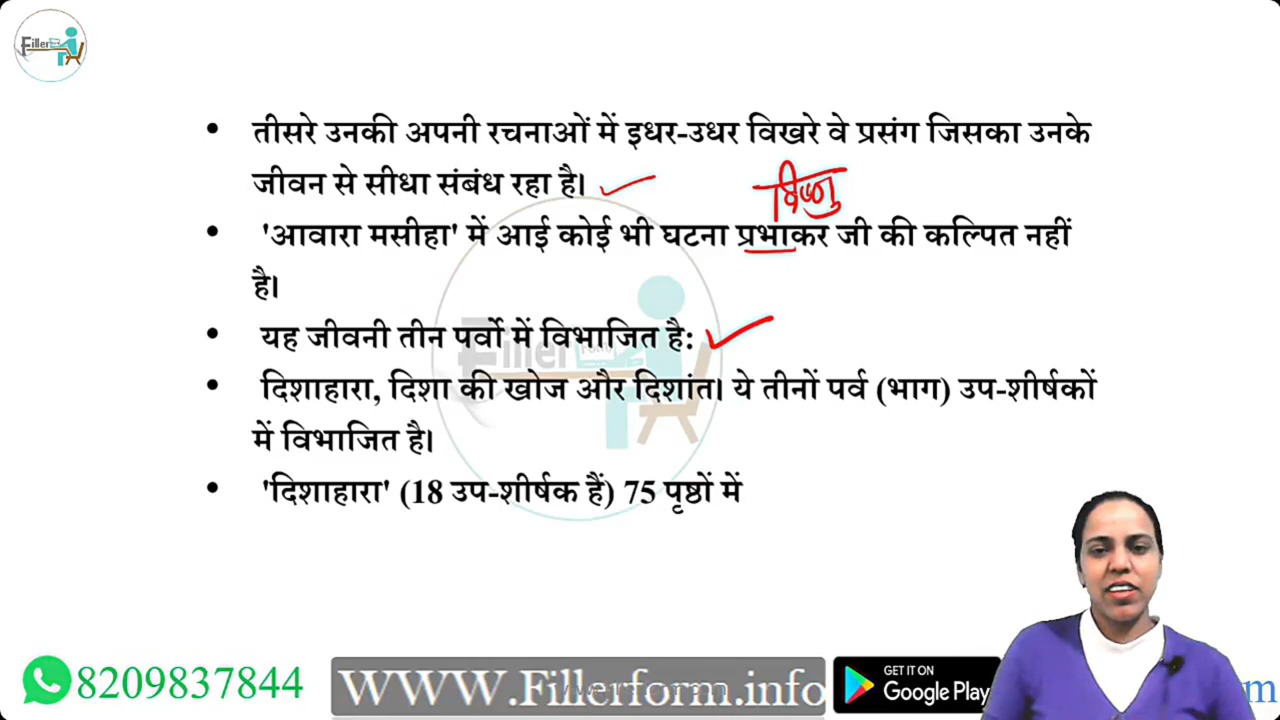 Fillerform
तीसरे उनकी अपनी रचनाओं में इधर-उधर विखरे वे प्रसंग जिसका उनके
जीवन से सीधा संबंध रहा है।
विष्णु
'आवारा मसीहा' में आई कोई भी घटना प्रभाकर जी की कल्पित नहीं
है।
यह जीवनी तीन पर्वो में विभाजित है:
दिशाहारा, दिशा की खोज और दिशांत। ये तीनों पर्व (भाग) उप-शीर्षकों
में विभाजित है।
'दिशाहारा' (18 उप-शीर्षक हैं) 75 पृष्ठों में
8209837844
WWW.Fillerform.info
GET IT ON
Google Play